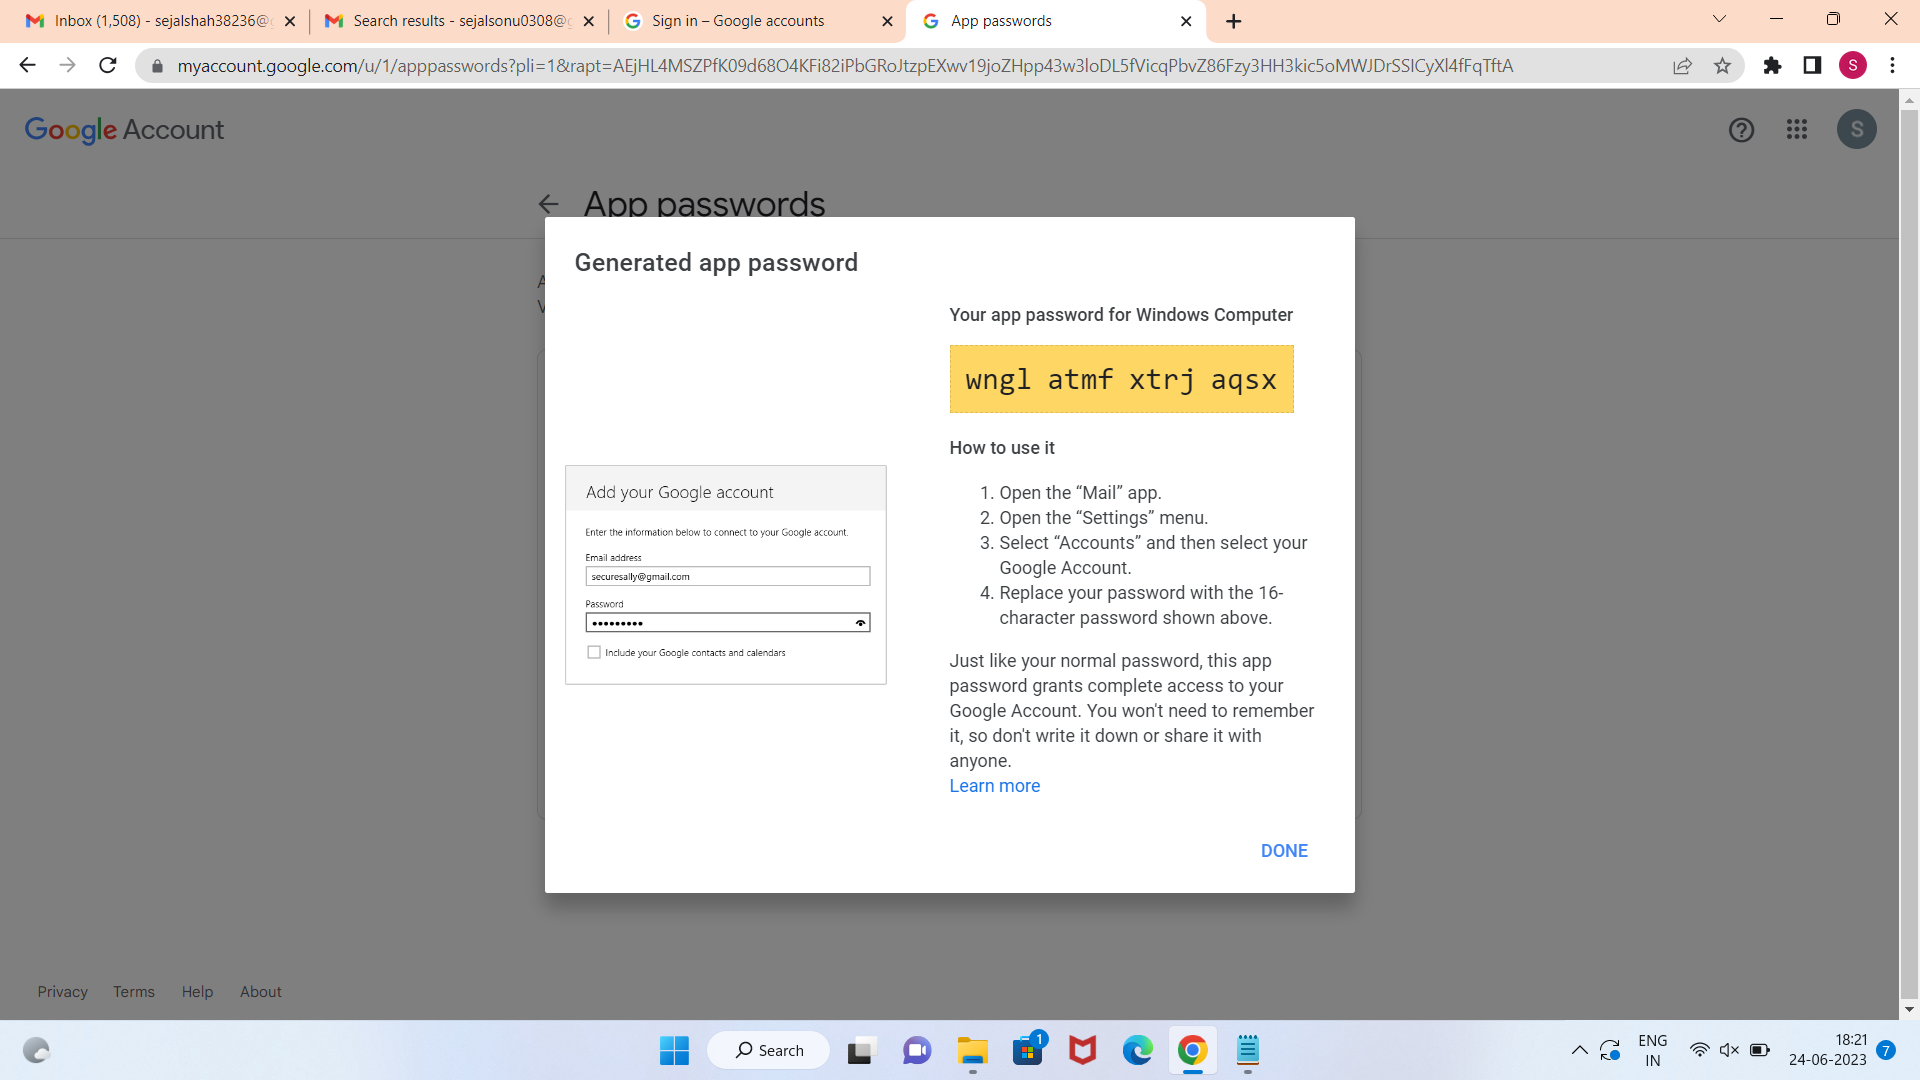 Inbox (1,508) - sejalshah38236@
Search results - sejalsonu0308@
Sign in – Google accounts
App passwords
myaccount.google.com/u/1/apppasswords?pli=1&rapt=AEjHL4MSZPfK09d68O4KFi82iPbGRoJtzpEXwv19joZHpp43w3loDL5fVicqPbvZ86Fzy3HH3kic5oMWJDrSSICyXl4fFqTftA
S
Google Account
S
App passwords
Generated app password
Your app password for Windows Computer
wngl atmf xtrj aqsx
How to use it
1. Open the “Mail” app.
2. Open the “Settings” menu.
3. Select “Accounts” and then select your
Google Account.
4. Replace your password with the 16-
character password shown above.
Just like your normal password, this app
password grants complete access to your
Google Account. You won't need to remember
it, so don't write it down or share it with
anyone.
Learn more
Add your Google account
Enter the information below to connect to your Google account.
Email address
securesally@gmail.com
Password
Include your Google contacts and calendars
DONE
Privacy
Terms
Help
About
Search
1
ENG
IN
18:21
24-06-2023
7